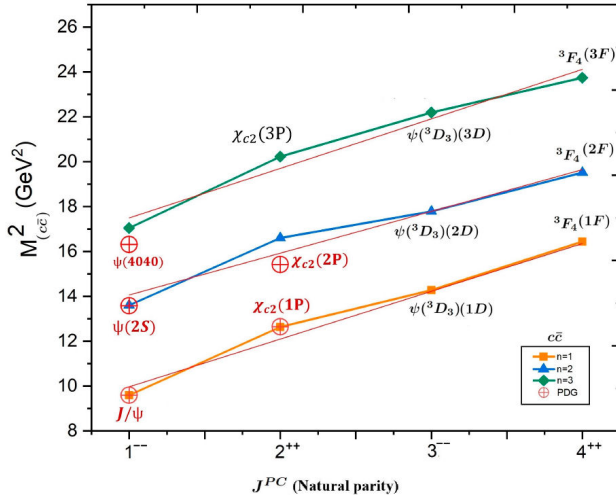 M²(cc̄) (GeV²)
26
24
22
20
18
16
14
12
10
8
³F₄(3F)
χc2(3P)
ψ(³D₃)(3D)
³F₄(2F)
ψ(4040)
χc2(2P)
ψ(³D₃)(2D)
³F₄(1F)
ψ(2S)
χc2(1P)
ψ(³D₃)(1D)
J/ψ
cc̄
n=1
n=2
n=3
PDG
1⁻⁻ 2⁺⁺ 3⁻⁻ 4⁺⁺
J^PC (Natural parity)